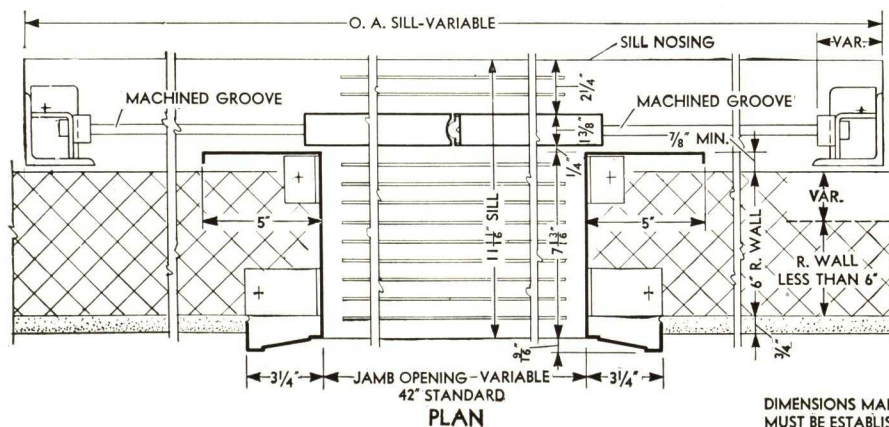 O. A. SILL-VARIABLE
SILL NOSING
VAR.
MACHINED GROOVE
2 1/4"
MACHINED GROOVE
1 3/8"
7/8" MIN.
1/4"
5"
11 11/16" SILL
7 3/16"
5"
6" R. WALL
VAR.
R. WALL
LESS THAN 6"
9/16"
3/4"
3 1/4"
JAMB OPENING-VARIABLE
3 1/4"
42" STANDARD
PLAN
DIMENSIONS MA
MUST BE ESTABLIS